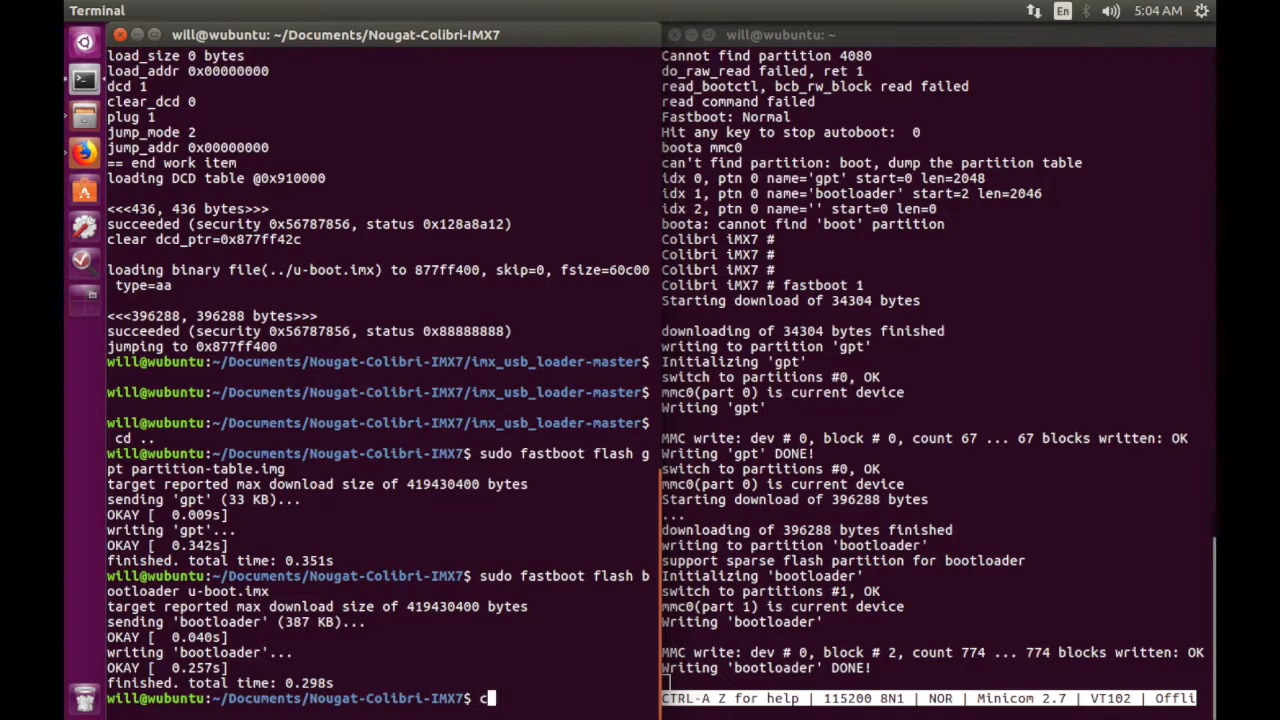 Terminal
En
5:04 AM
will@wubuntu: ~/Documents/Nougat-Colibri-IMX7
load_size 0 bytes
load_addr 0x00000000
dcd 1
clear_dcd 0
plug 1
jump_mode 2
jump_addr 0x00000000
== end work item
loading DCD table @0x910000
<<<436, 436 bytes>>>
succeeded (security 0x56787856, status 0x128a8a12)
clear dcd_ptr=0x877ff42c
loading binary file(../u-boot.imx) to 877ff400, skip=0, fsize=60c00
type=aa
<<<396288, 396288 bytes>>>
succeeded (security 0x56787856, status 0x88888888)
jumping to 0x877ff400
will@wubuntu:~/Documents/Nougat-Colibri-IMX7/imx_usb_loader-master$
will@wubuntu:~/Documents/Nougat-Colibri-IMX7/imx_usb_loader-master$
will@wubuntu:~/Documents/Nougat-Colibri-IMX7/imx_usb_loader-master$
cd ..
will@wubuntu:~/Documents/Nougat-Colibri-IMX7$ sudo fastboot flash g
pt partition-table.img
target reported max download size of 419430400 bytes
sending 'gpt' (33 KB)...
OKAY [  0.009s]
writing 'gpt'...
OKAY [  0.342s]
finished. total time: 0.351s
will@wubuntu:~/Documents/Nougat-Colibri-IMX7$ sudo fastboot flash b
ootloader u-boot.imx
target reported max download size of 419430400 bytes
sending 'bootloader' (387 KB)...
OKAY [  0.040s]
writing 'bootloader'...
OKAY [  0.257s]
finished. total time: 0.298s
will@wubuntu:~/Documents/Nougat-Colibri-IMX7$ c
will@wubuntu: ~
Cannot find partition 4080
do_raw_read failed, ret 1
read_bootctl, bcb_rw_block read failed
read command failed
Fastboot: Normal
Hit any key to stop autoboot:  0
boota mmc0
can't find partition: boot, dump the partition table
idx 0, ptn 0 name='gpt' start=0 len=2048
idx 1, ptn 0 name='bootloader' start=2 len=2046
idx 2, ptn 0 name='' start=0 len=0
boota: cannot find 'boot' partition
Colibri iMX7 #
Colibri iMX7 #
Colibri iMX7 #
Colibri iMX7 # fastboot 1
Starting download of 34304 bytes
downloading of 34304 bytes finished
writing to partition 'gpt'
Initializing 'gpt'
switch to partitions #0, OK
mmc0(part 0) is current device
Writing 'gpt'
MMC write: dev # 0, block # 0, count 67 ... 67 blocks written: OK
Writing 'gpt' DONE!
switch to partitions #0, OK
mmc0(part 0) is current device
Starting download of 396288 bytes
...
downloading of 396288 bytes finished
writing to partition 'bootloader'
support sparse flash partition for bootloader
Initializing 'bootloader'
switch to partitions #1, OK
mmc0(part 1) is current device
Writing 'bootloader'
MMC write: dev # 0, block # 2, count 774 ... 774 blocks written: OK
Writing 'bootloader' DONE!
CTRL-A Z for help | 115200 8N1 | NOR | Minicom 2.7 | VT102 | Offli